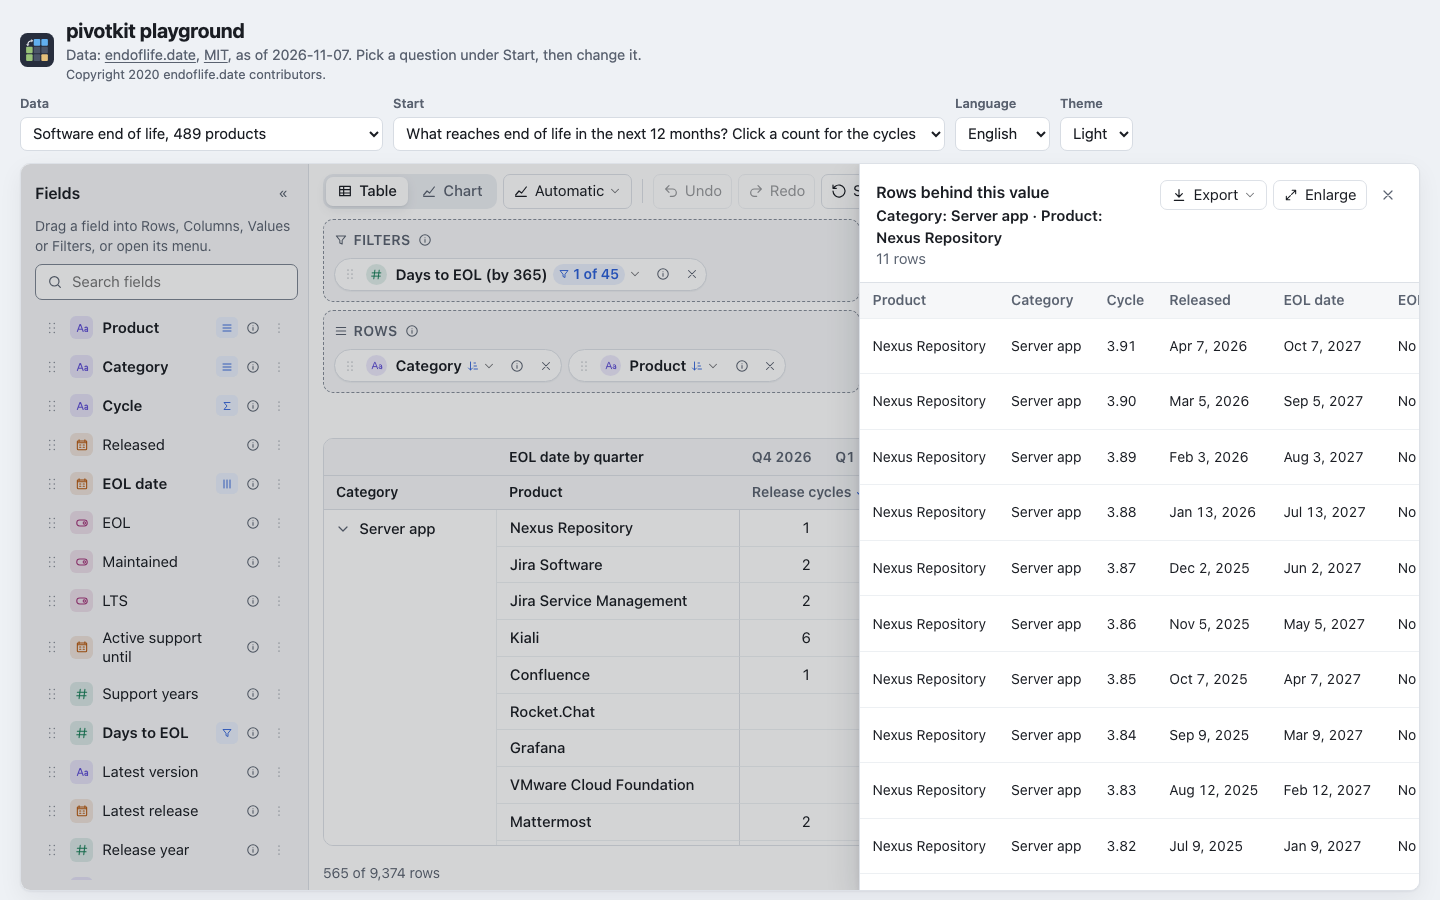 pivotkit playground
Data: endoflife.date, MIT, as of 2026-11-07. Pick a question under Start, then change it.
Copyright 2020 endoflife.date contributors.
Data
Start
Language
Theme
Software end of life, 489 products
What reaches end of life in the next 12 months? Click a count for the cycles
English
Light
Fields
«
Drag a field into Rows, Columns, Values
or Filters, or open its menu.
Search fields
Aa Product
Aa Category
Aa Cycle Σ
Released
EOL date
EOL
Maintained
LTS
Active support
until
# Support years
# Days to EOL
Aa Latest version
Latest release
# Release year
Table
Chart
Automatic
Undo
Redo
FILTERS
# Days to EOL (by 365) 1 of 45
ROWS
Aa Category
Aa Product
EOL date by quarter Q4 2026 Q1
Category Product Release cycles
Server app Nexus Repository 1
Jira Software 2
Jira Service Management 2
Kiali 6
Confluence 1
Rocket.Chat
Grafana
VMware Cloud Foundation
Mattermost 2
565 of 9,374 rows
Rows behind this value
Category: Server app · Product:
Nexus Repository
11 rows
Export
Enlarge
Product Category Cycle Released EOL date
Nexus Repository Server app 3.91 Apr 7, 2026 Oct 7, 2027 No
Nexus Repository Server app 3.90 Mar 5, 2026 Sep 5, 2027 No
Nexus Repository Server app 3.89 Feb 3, 2026 Aug 3, 2027 No
Nexus Repository Server app 3.88 Jan 13, 2026 Jul 13, 2027 No
Nexus Repository Server app 3.87 Dec 2, 2025 Jun 2, 2027 No
Nexus Repository Server app 3.86 Nov 5, 2025 May 5, 2027 No
Nexus Repository Server app 3.85 Oct 7, 2025 Apr 7, 2027 No
Nexus Repository Server app 3.84 Sep 9, 2025 Mar 9, 2027 No
Nexus Repository Server app 3.83 Aug 12, 2025 Feb 12, 2027 No
Nexus Repository Server app 3.82 Jul 9, 2025 Jan 9, 2027 No